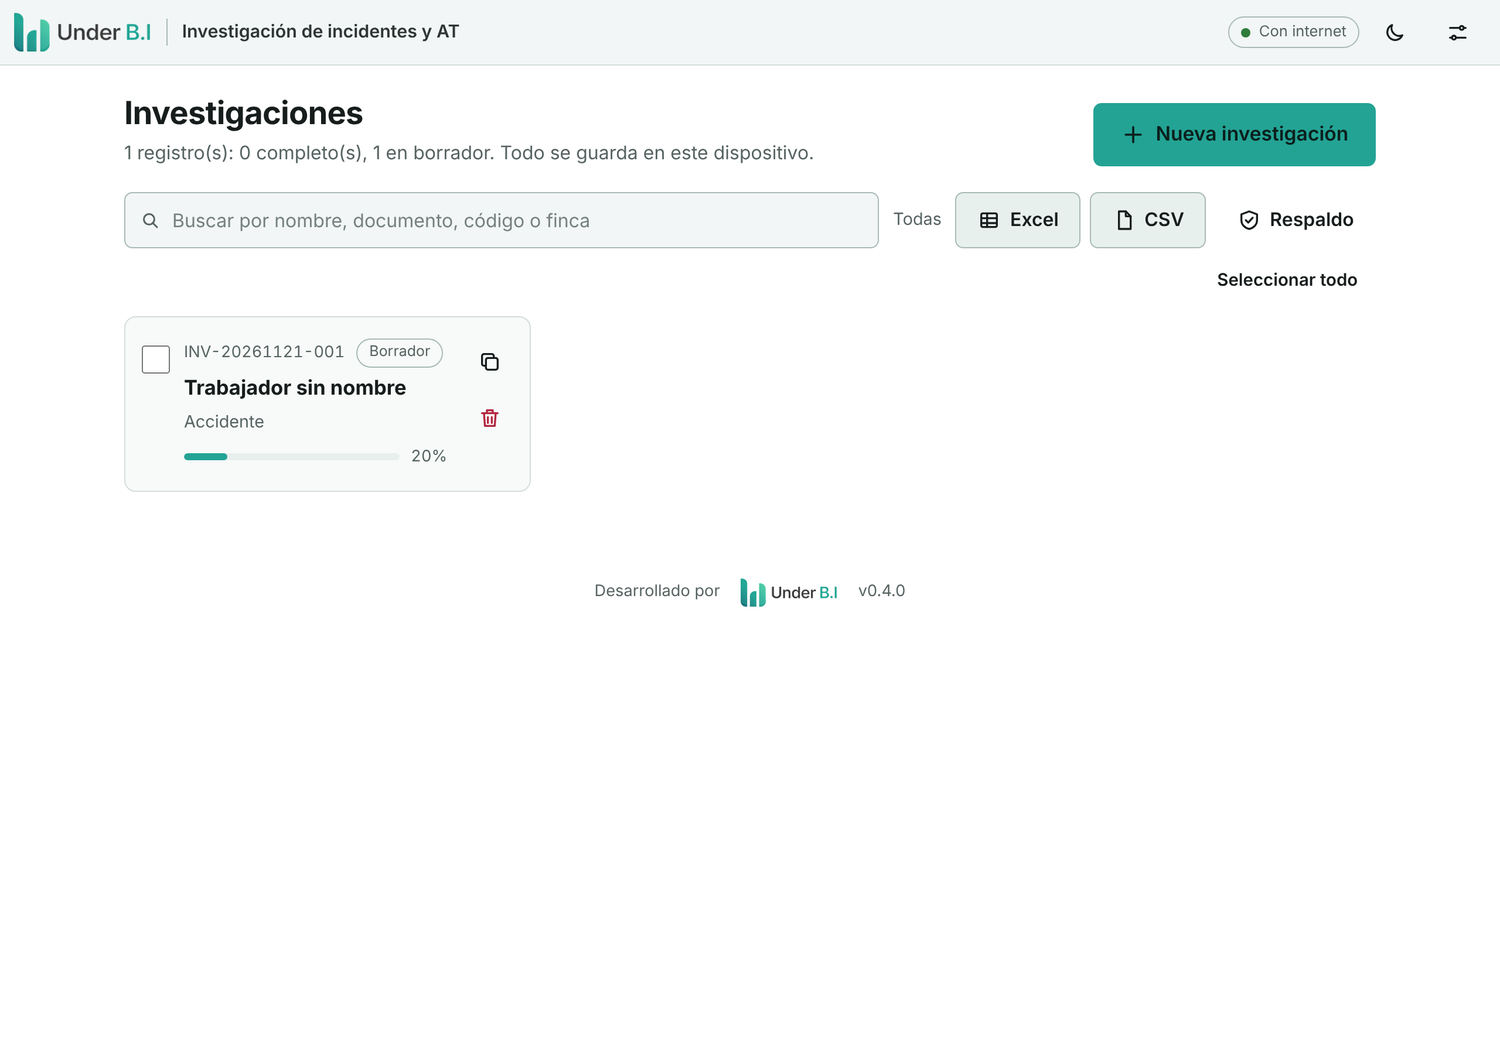 Under B.I
Investigación de incidentes y AT
Con internet
Investigaciones
1 registro(s): 0 completo(s), 1 en borrador. Todo se guarda en este dispositivo.
Nueva investigación
Buscar por nombre, documento, código o finca
Todas
Excel
CSV
Respaldo
Seleccionar todo
INV-20261121-001
Borrador
Trabajador sin nombre
Accidente
20%
Desarrollado por
Under B.I
v0.4.0